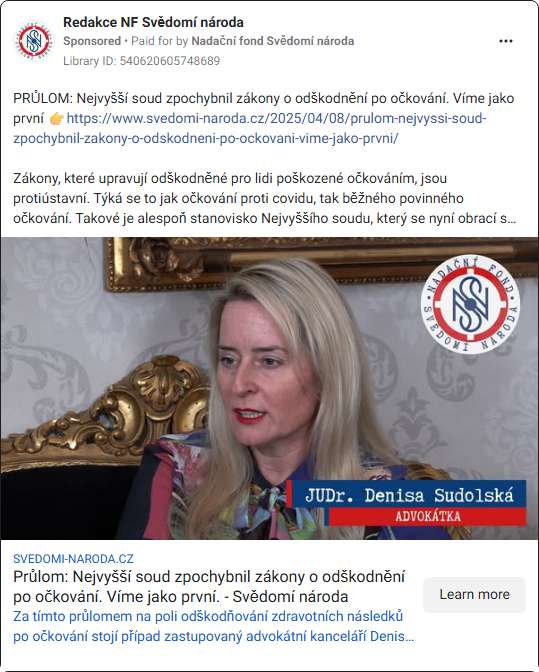 Redakce NF Svědomí národa
Sponsored • Paid for by Nadační fond Svědomí národa
Library ID: 540620605748689
PRŮLOM: Nejvyšší soud zpochybnil zákony o odškodnění po očkování. Víme jako
první 👉https://www.svedomi-naroda.cz/2025/04/08/prulom-nejvyssi-soud-
zpochybnil-zakony-o-odskodneni-po-ockovani-vime-jako-prvni/
Zákony, které upravují odškodněné pro lidi poškozené očkováním, jsou
protiústavní. Týká se to jak očkování proti covidu, tak běžného povinného
očkování. Takové je alespoň stanovisko Nejvyššího soudu, který se nyní obrací s...
NADAČNÍ FOND
SVĚDOMÍ NÁRODA
JUDr. Denisa Sudolská
ADVOKÁTKA
SVEDOMI-NARODA.CZ
Průlom: Nejvyšší soud zpochybnil zákony o odškodnění
po očkování. Víme jako první. - Svědomí národa
Learn more
Za tímto průlomem na poli odškodňování zdravotních následků
po očkování stojí případ zastupovaný advokátní kanceláří Denis...